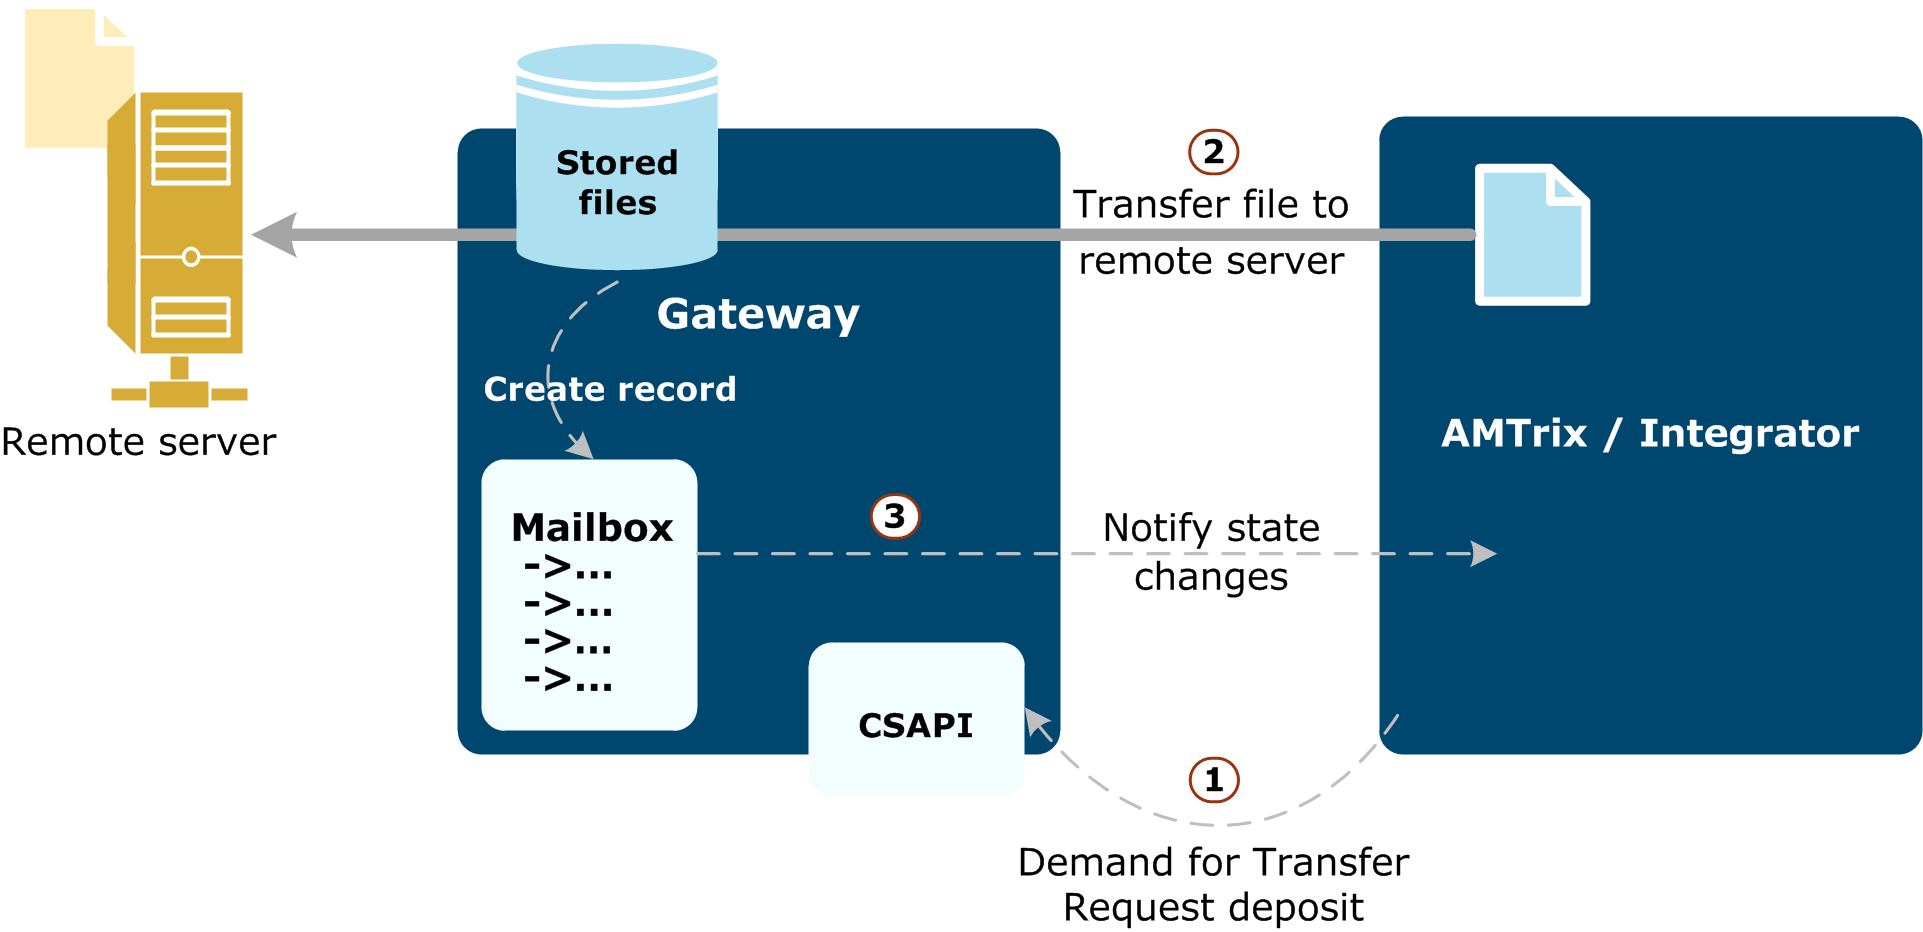 Stored
files
2
Transfer file to
remote server
Gateway
Create record
Remote server
AMTrix / Integrator
Mailbox
->...
->...
->...
->...
3
Notify state
changes
CSAPI
1
Demand for Transfer
Request deposit